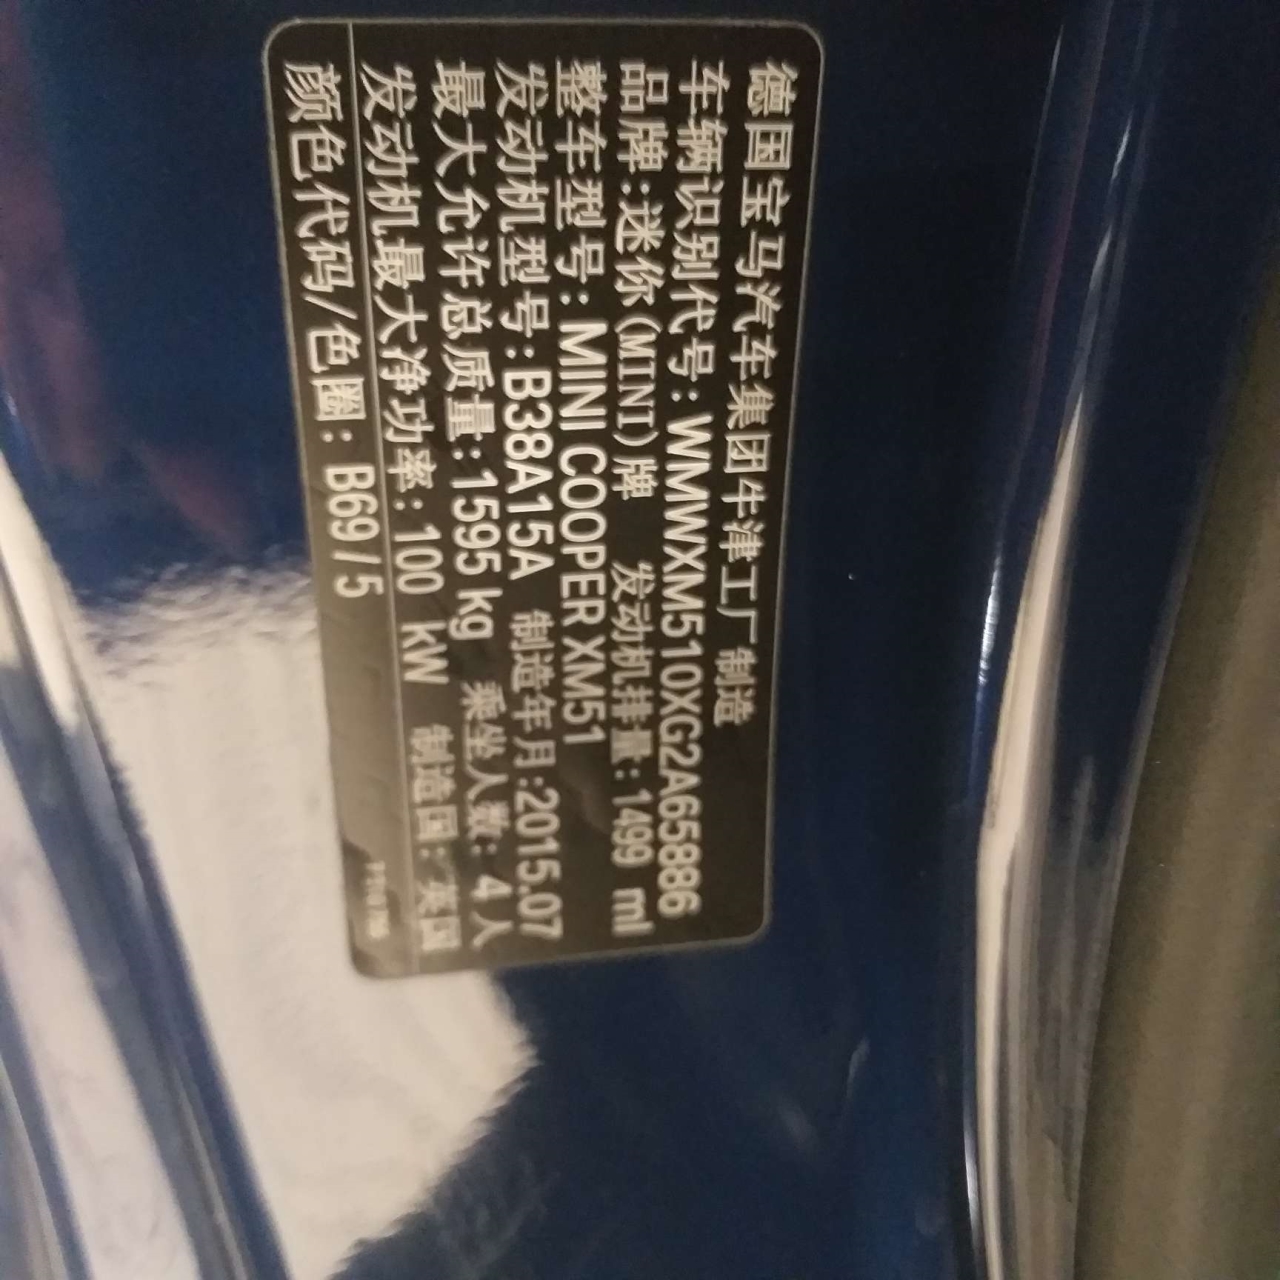 德国宝马汽车集团牛津工厂制造
车辆识别代号：WMWXM510XG2A65886
品牌：迷你(MINI)牌 发动机排量：1499 ml
整车型号：MINI COOPER XM51
发动机型号：B38A15A 制造年月：2015.07
最大允许总质量：1595 kg 乘坐人数：4人
发动机最大净功率：100 kW 制造国：英国
颜色代码/色圈：B69 / 5